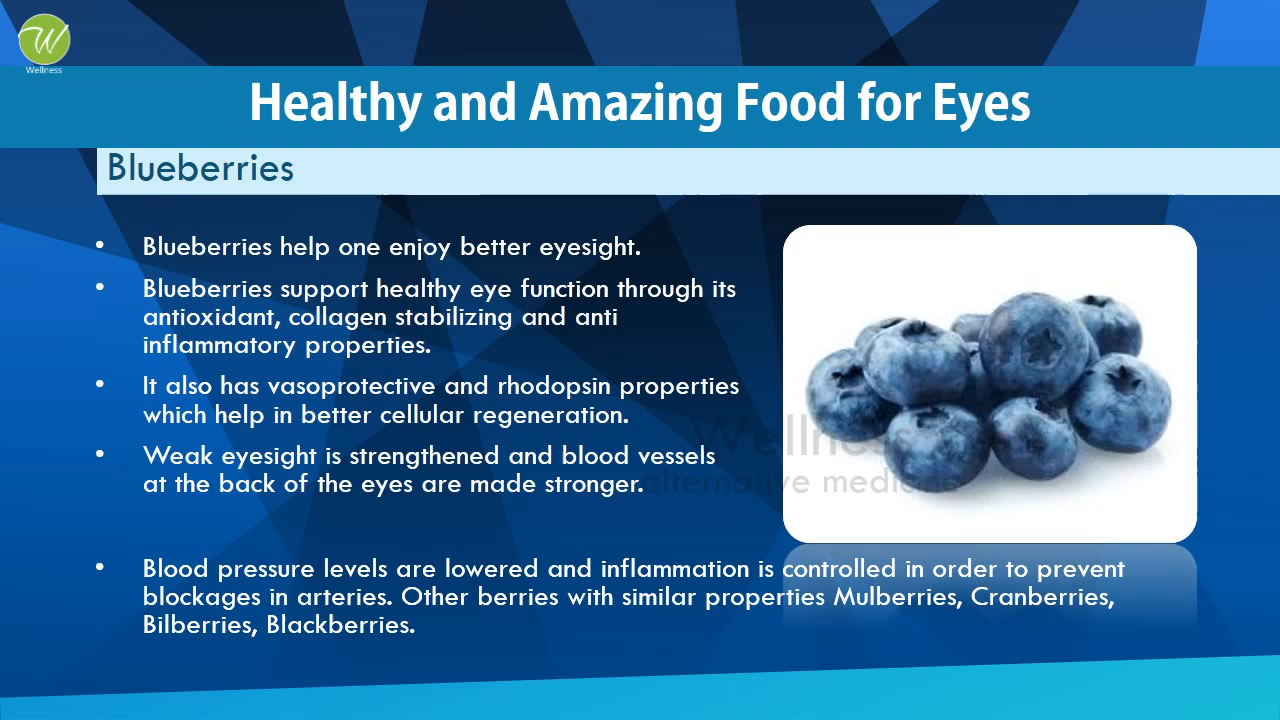 Wellness
Healthy and Amazing Food for Eyes
Blueberries
• Blueberries help one enjoy better eyesight.
• Blueberries support healthy eye function through its
antioxidant, collagen stabilizing and anti
inflammatory properties.
• It also has vasoprotective and rhodopsin properties
which help in better cellular regeneration.
• Weak eyesight is strengthened and blood vessels
at the back of the eyes are made stronger.
Wellness
alternative medicine
• Blood pressure levels are lowered and inflammation is controlled in order to prevent
blockages in arteries. Other berries with similar properties Mulberries, Cranberries,
Bilberries, Blackberries.